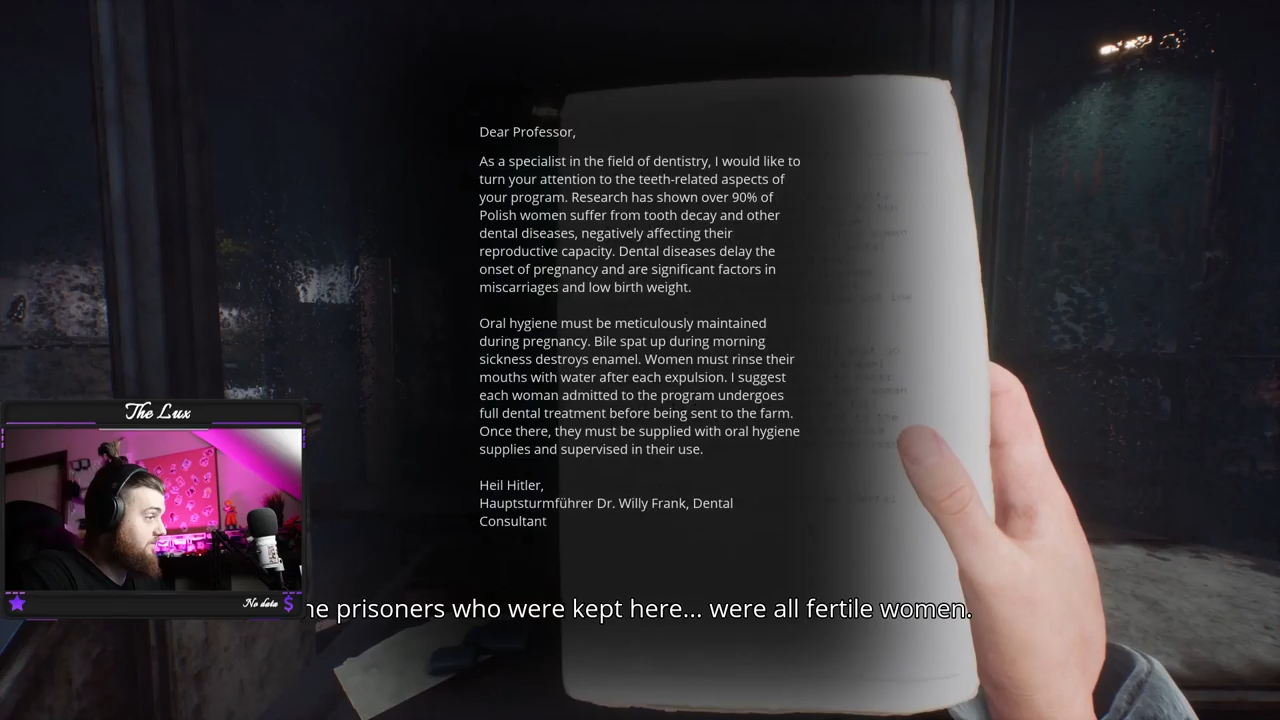 Dear Professor,
As a specialist in the field of dentistry, I would like to
turn your attention to the teeth-related aspects of
your program. Research has shown over 90% of
Polish women suffer from tooth decay and other
dental diseases, negatively affecting their
reproductive capacity. Dental diseases delay the
onset of pregnancy and are significant factors in
miscarriages and low birth weight.
Oral hygiene must be meticulously maintained
during pregnancy. Bile spat up during morning
sickness destroys enamel. Women must rinse their
mouths with water after each expulsion. I suggest
each woman admitted to the program undergoes
full dental treatment before being sent to the farm.
Once there, they must be supplied with oral hygiene
supplies and supervised in their use.
Heil Hitler,
Hauptsturmführer Dr. Willy Frank, Dental
Consultant
The Lux
No data $
prisoners who were kept here... were all fertile women.